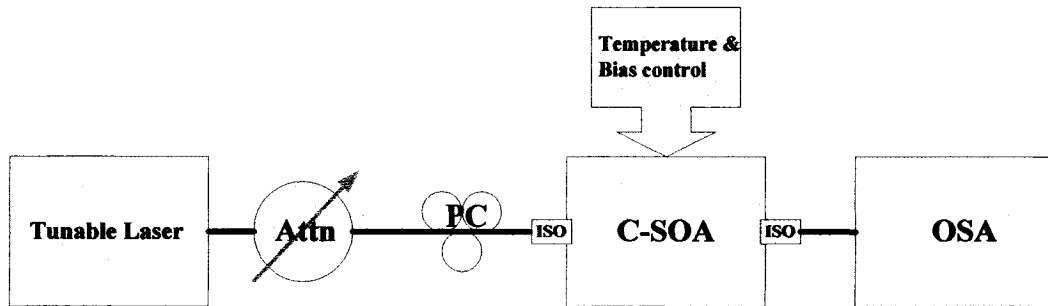 Temperature &
Bias control
Tunable Laser
Attn
PC
ISO
C-SOA
ISO
OSA